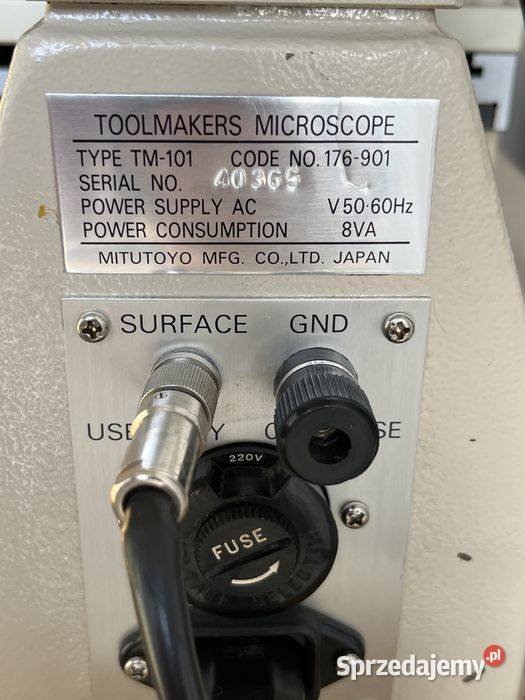 TOOLMAKERS MICROSCOPE
TYPE TM-101 CODE NO. 176-901
SERIAL NO. 40365
POWER SUPPLY AC V 50·60Hz
POWER CONSUMPTION 8VA
MITUTOYO MFG. CO.,LTD. JAPAN
SURFACE GND
220V
FUSE
Sprzedajemy.pl